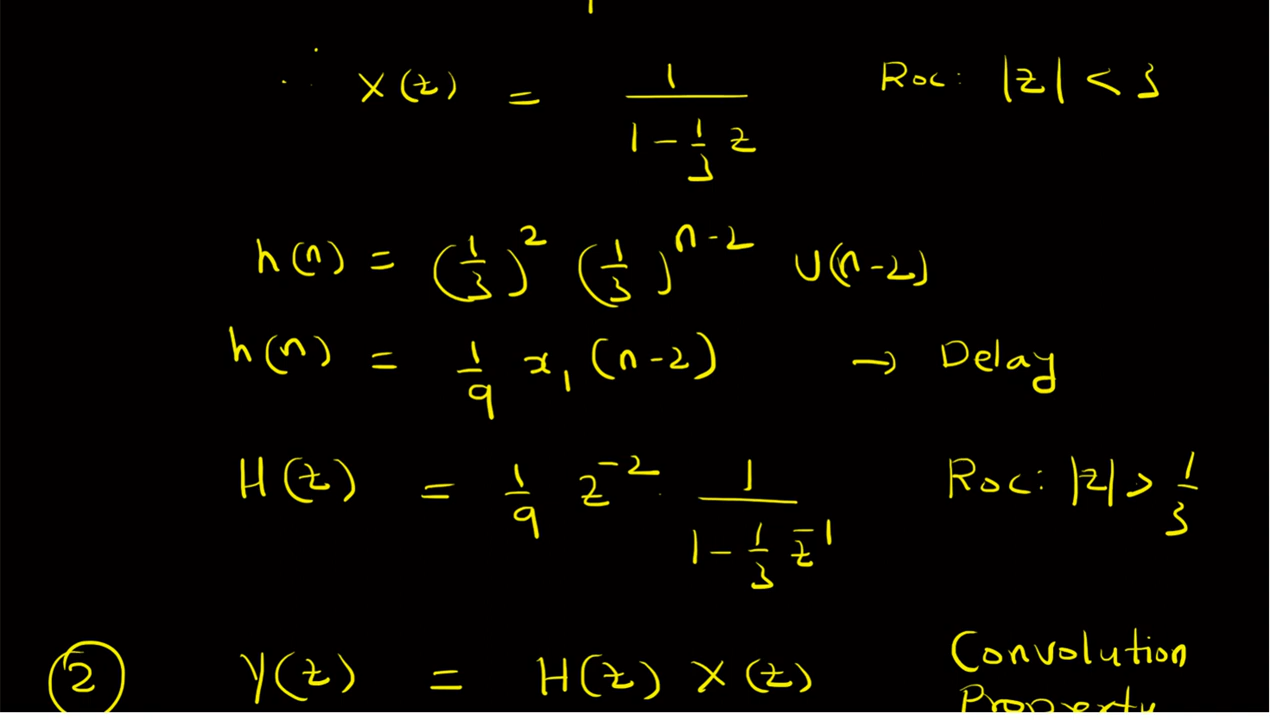 ∴ X(z) = 1/(1 - 1/3 z) ROC: |z| < 3
h(n) = (1/3)^2 (1/3)^(n-2) U(n-2)
h(n) = 1/9 x₁(n-2) → Delay
H(z) = 1/9 z^-2 · 1/(1 - 1/3 z^-1) ROC: |z| > 1/3
② Y(z) = H(z) X(z) Convolution
Property